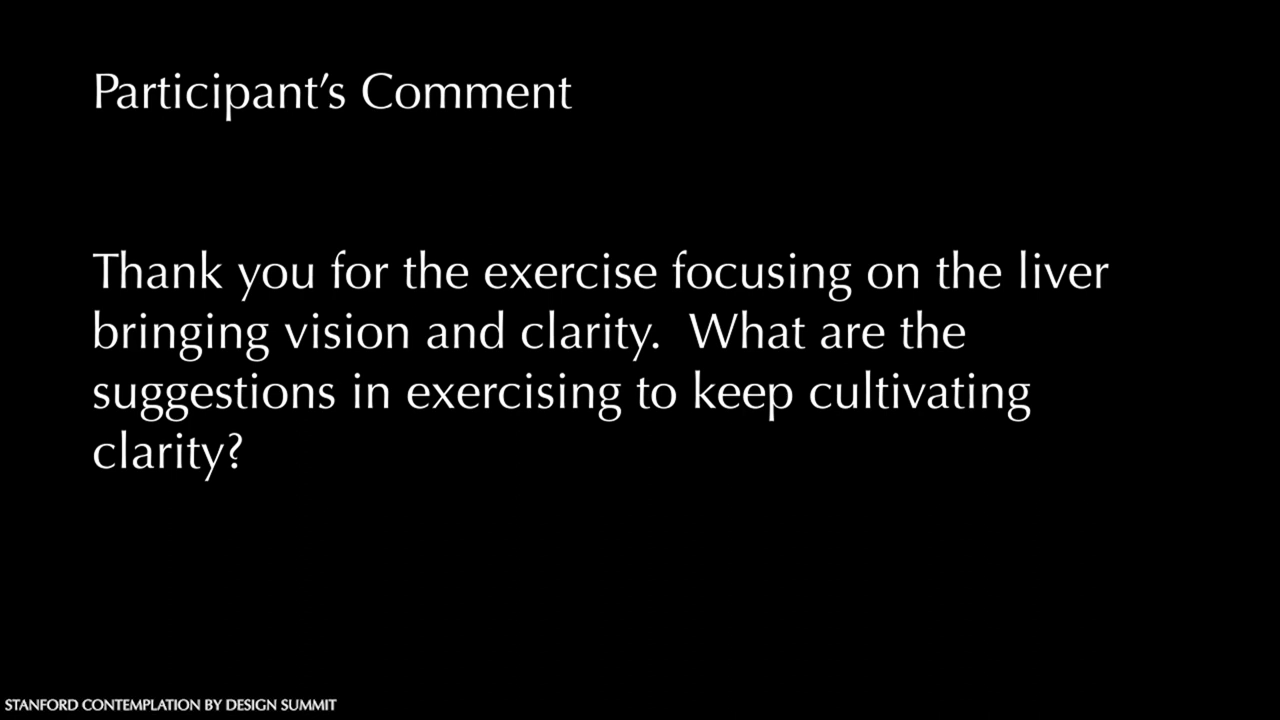 Participant’s Comment
Thank you for the exercise focusing on the liver
bringing vision and clarity.  What are the
suggestions in exercising to keep cultivating
clarity?
STANFORD CONTEMPLATION BY DESIGN SUMMIT